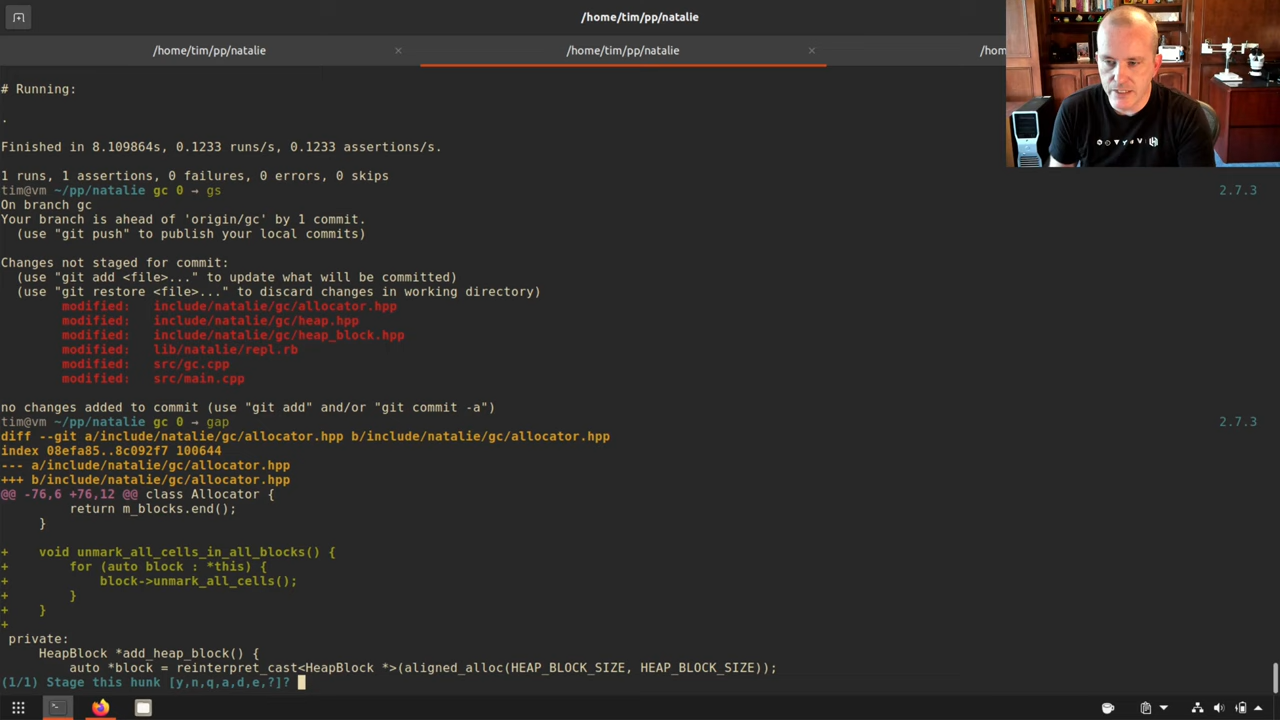 /home/tim/pp/natalie
/home/tim/pp/natalie × /home/tim/pp/natalie × /hom
# Running:
.
Finished in 8.109864s, 0.1233 runs/s, 0.1233 assertions/s.
1 runs, 1 assertions, 0 failures, 0 errors, 0 skips
tim@vm ~/pp/natalie gc 0 → gs 2.7.3
On branch gc
Your branch is ahead of 'origin/gc' by 1 commit.
(use "git push" to publish your local commits)
Changes not staged for commit:
(use "git add <file>..." to update what will be committed)
(use "git restore <file>..." to discard changes in working directory)
modified: include/natalie/gc/allocator.hpp
modified: include/natalie/gc/heap.hpp
modified: include/natalie/gc/heap_block.hpp
modified: lib/natalie/repl.rb
modified: src/gc.cpp
modified: src/main.cpp
no changes added to commit (use "git add" and/or "git commit -a")
tim@vm ~/pp/natalie gc 0 → gap 2.7.3
diff --git a/include/natalie/gc/allocator.hpp b/include/natalie/gc/allocator.hpp
index 08efa85..8c092f7 100644
--- a/include/natalie/gc/allocator.hpp
+++ b/include/natalie/gc/allocator.hpp
@@ -76,6 +76,12 @@ class Allocator {
return m_blocks.end();
}
+ void unmark_all_cells_in_all_blocks() {
+ for (auto block : *this) {
+ block->unmark_all_cells();
+ }
+ }
+
private:
HeapBlock *add_heap_block() {
auto *block = reinterpret_cast<HeapBlock *>(aligned_alloc(HEAP_BLOCK_SIZE, HEAP_BLOCK_SIZE));
(1/1) Stage this hunk [y,n,q,a,d,e,?]?